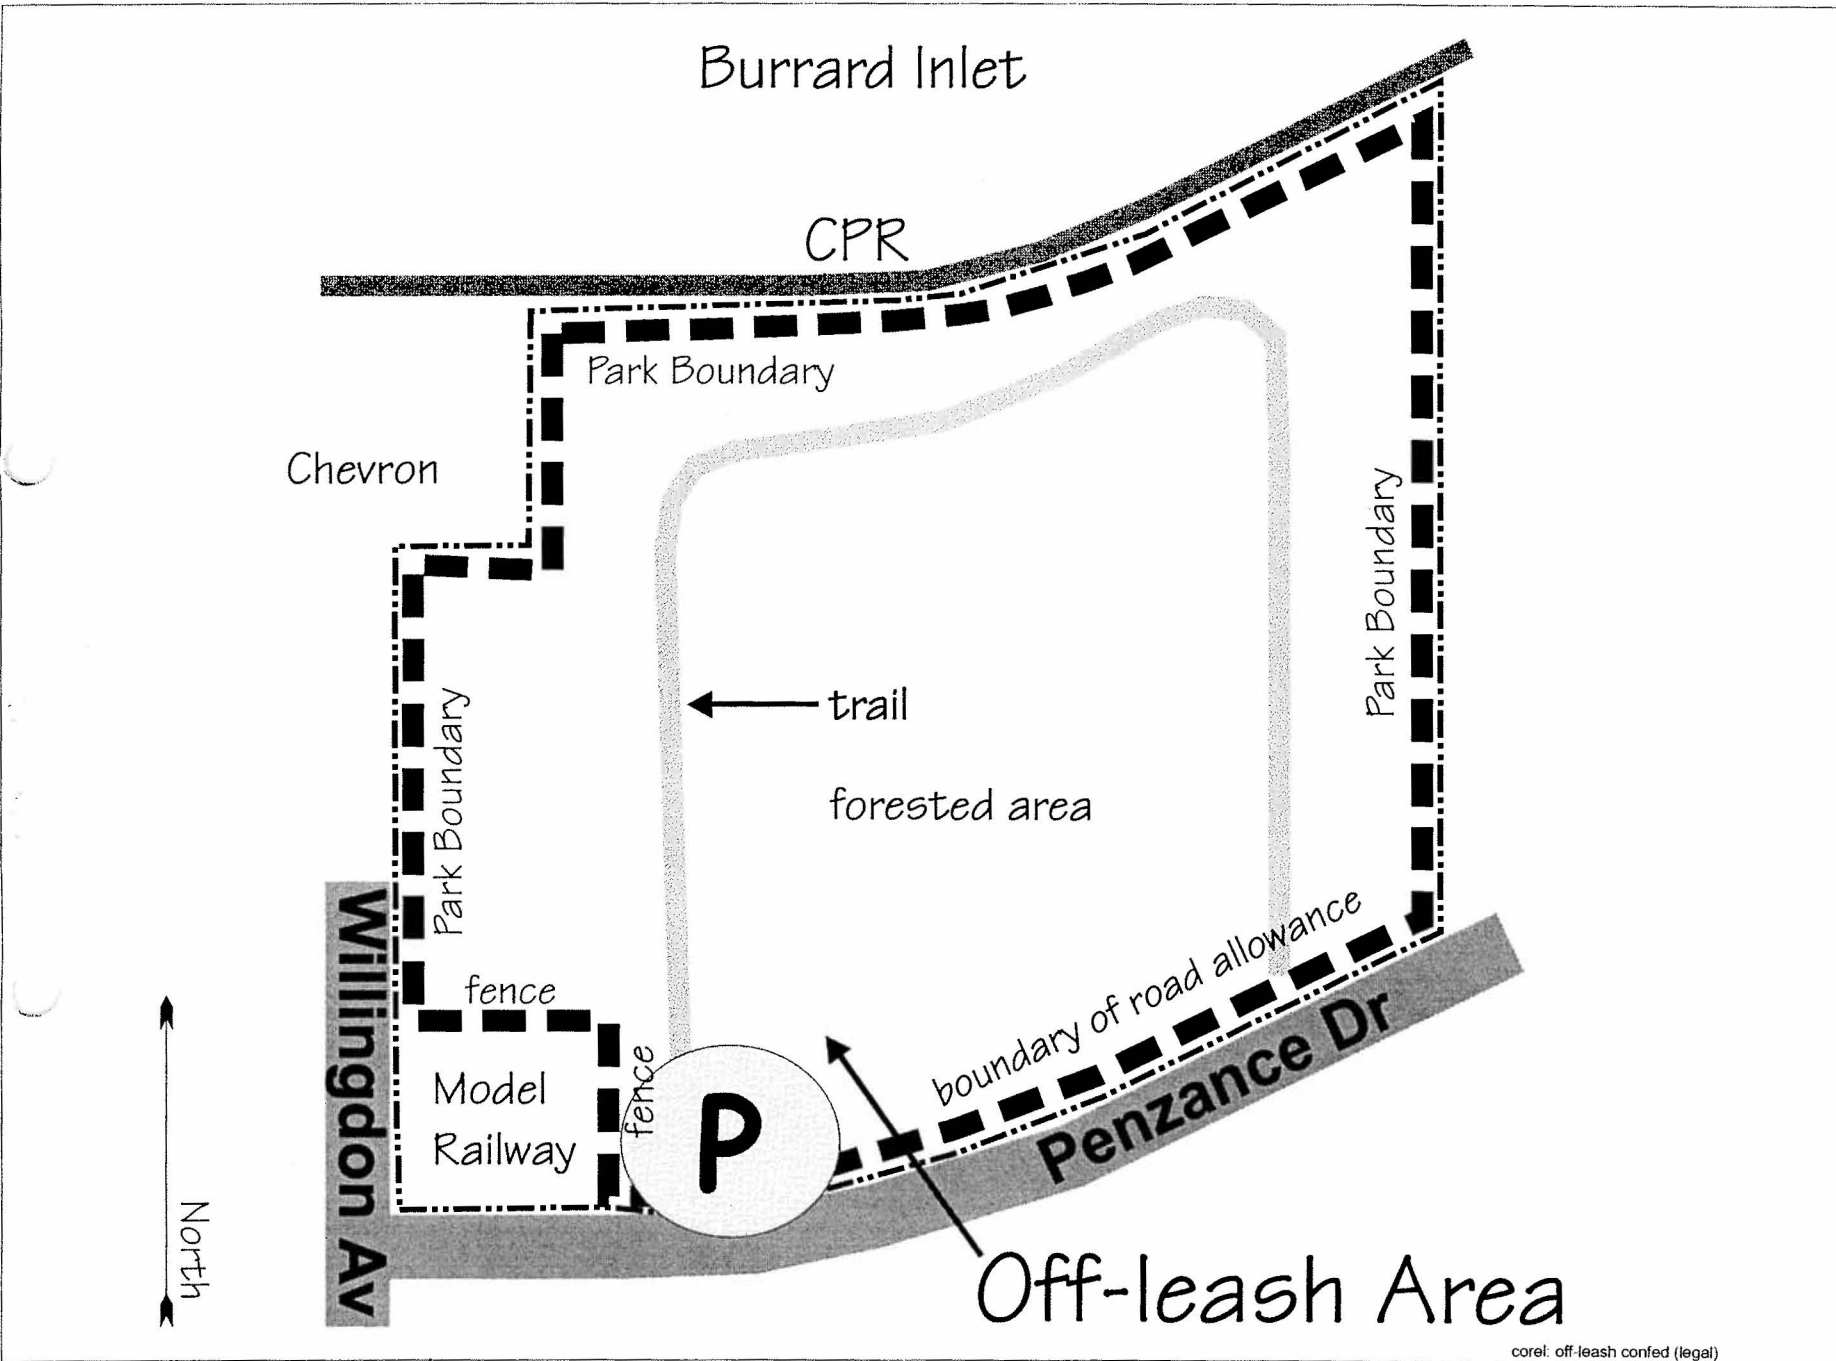 Burrard Inlet
CPR
Park Boundary
Chevron
Park Boundary
trail
Park Boundary
forested area
boundary of road allowance
fence
fence
Model
Railway
P
Willingdon Av
Penzance Dr
North
Off-leash Area
corel: off-leash confed (legal)